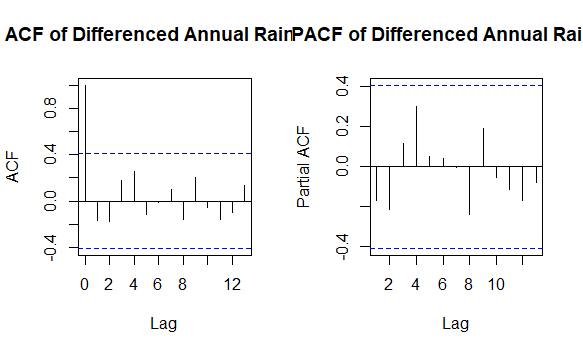 ACF of Differenced Annual Rain
PACF of Differenced Annual Rai
ACF
0.8
0.4
0.0
-0.4
0 2 4 6 8 12
Lag
Partial ACF
0.4
0.2
0.0
-0.4
2 4 6 8 10
Lag